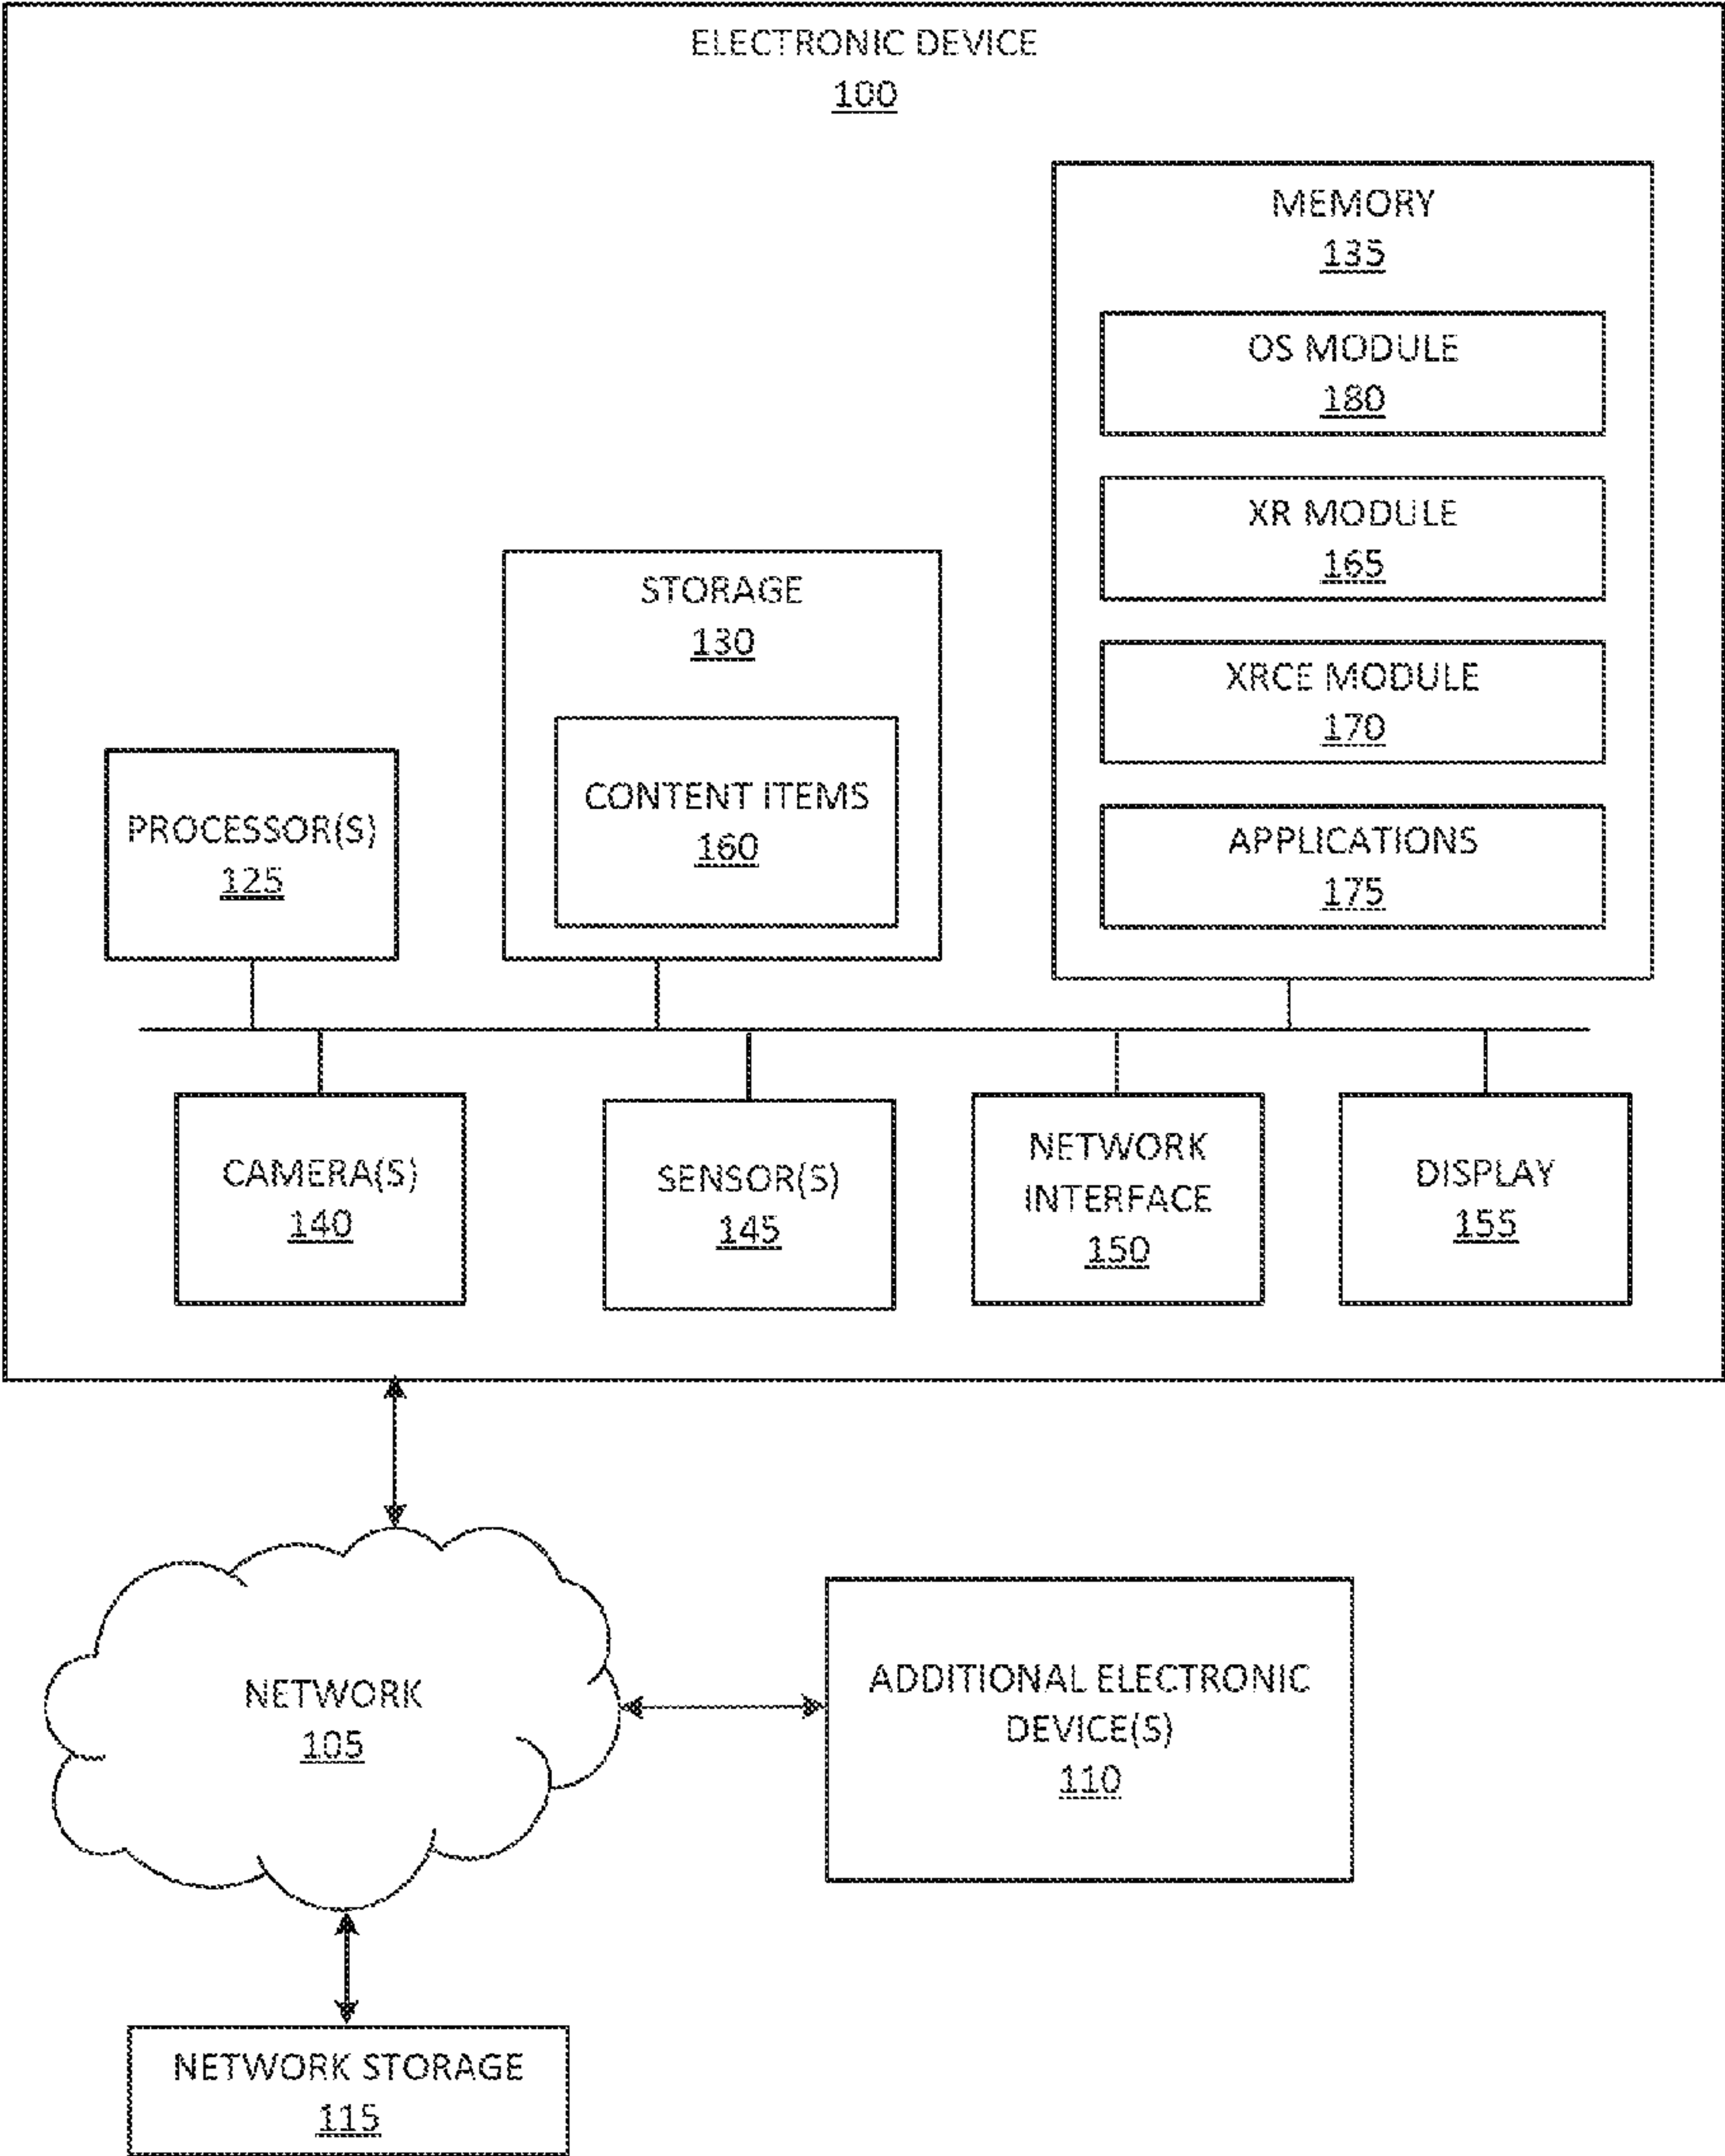 ELECTRONIC DEVICE
100
MEMORY
135
OS MODULE
180
XR MODULE
165
XRCE MODULE
170
APPLICATIONS
175
STORAGE
130
CONTENT ITEMS
160
PROCESSOR(S)
125
CAMERA(S)
140
SENSOR(S)
145
NETWORK
INTERFACE
150
DISPLAY
155
NETWORK
105
ADDITIONAL ELECTRONIC
DEVICE(S)
110
NETWORK STORAGE
115